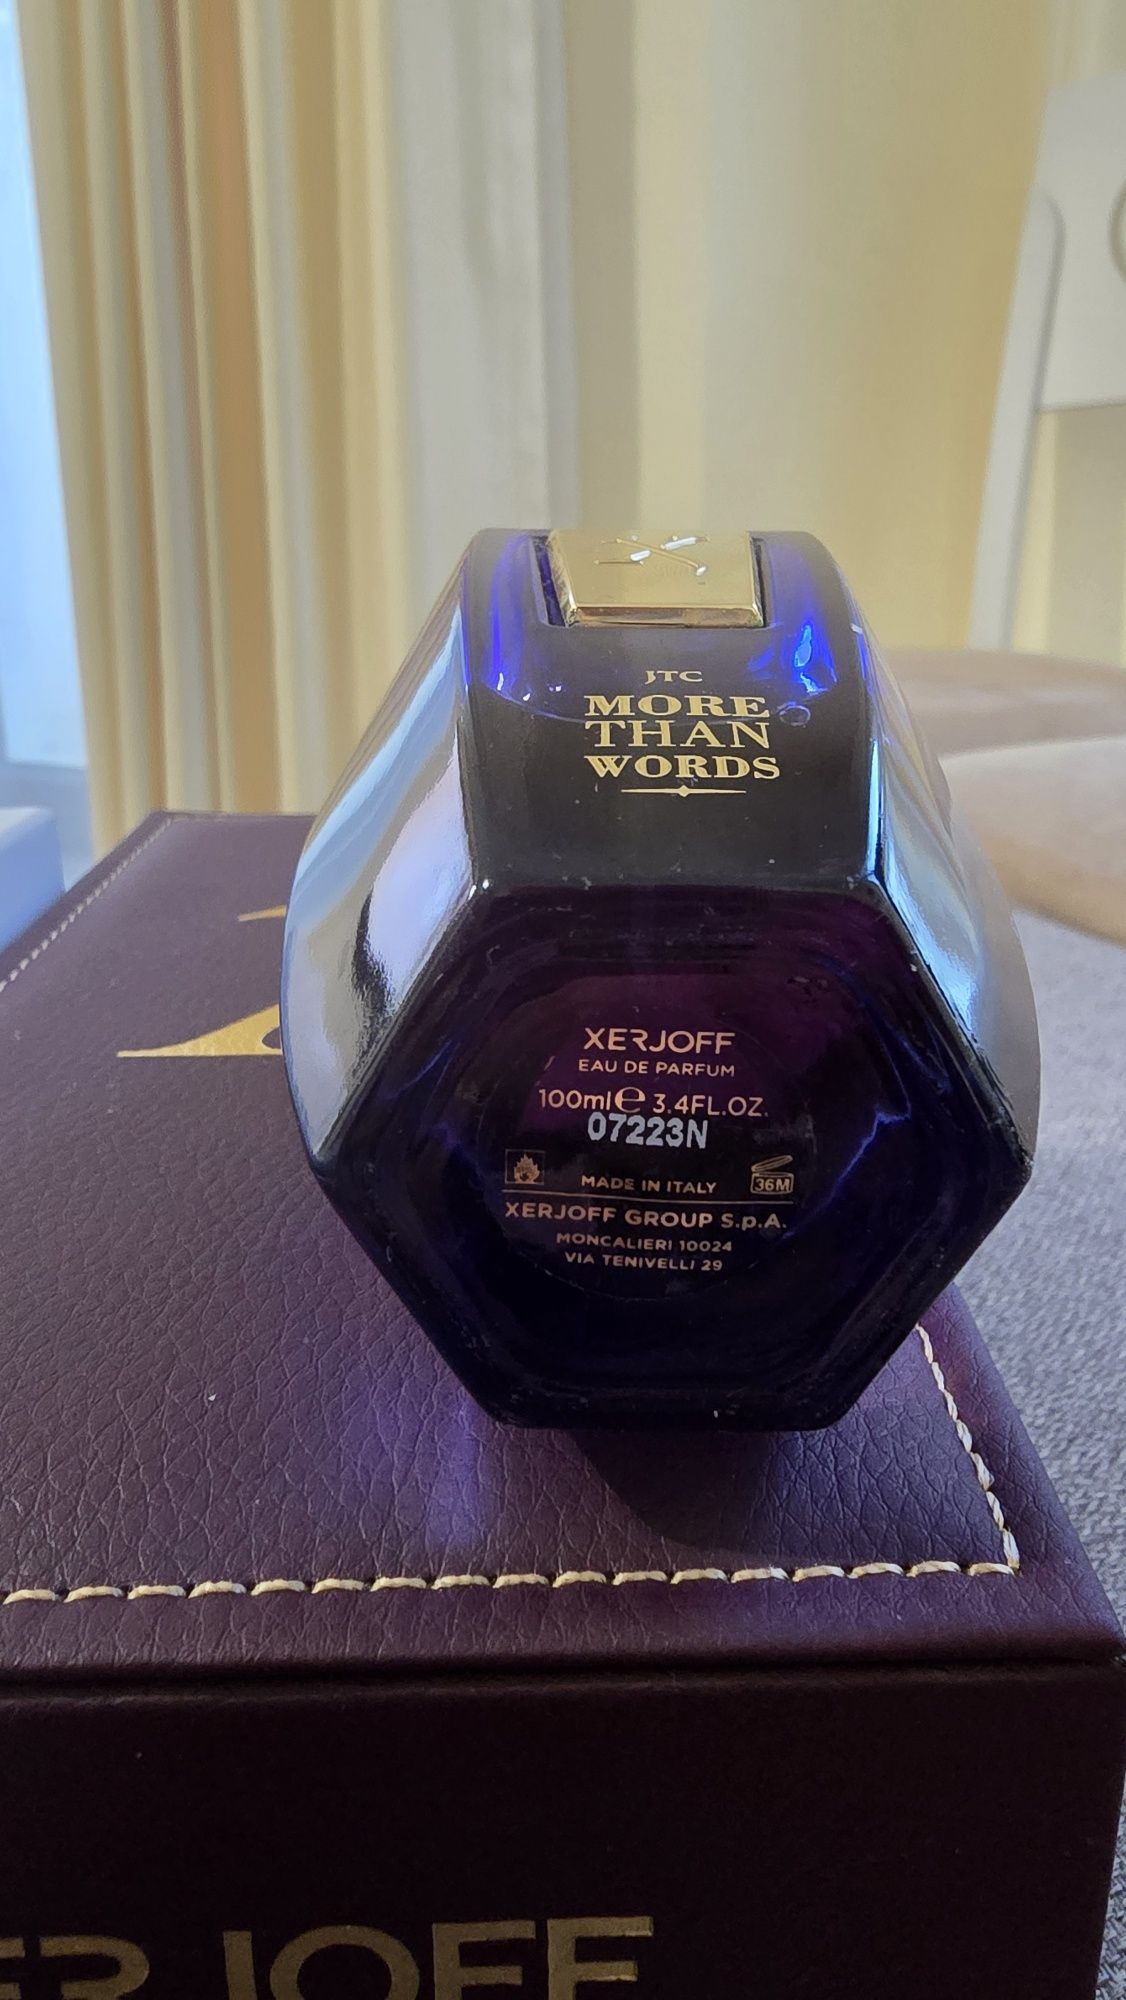 JTC
MORE
THAN
WORDS
XERJOFF
EAU DE PARFUM
100ml℮ 3.4FL.OZ.
07223N
36M
MADE IN ITALY
XERJOFF GROUP S.p.A.
MONCALIERI 10024
VIA TENIVELLI 29
ERJOFF